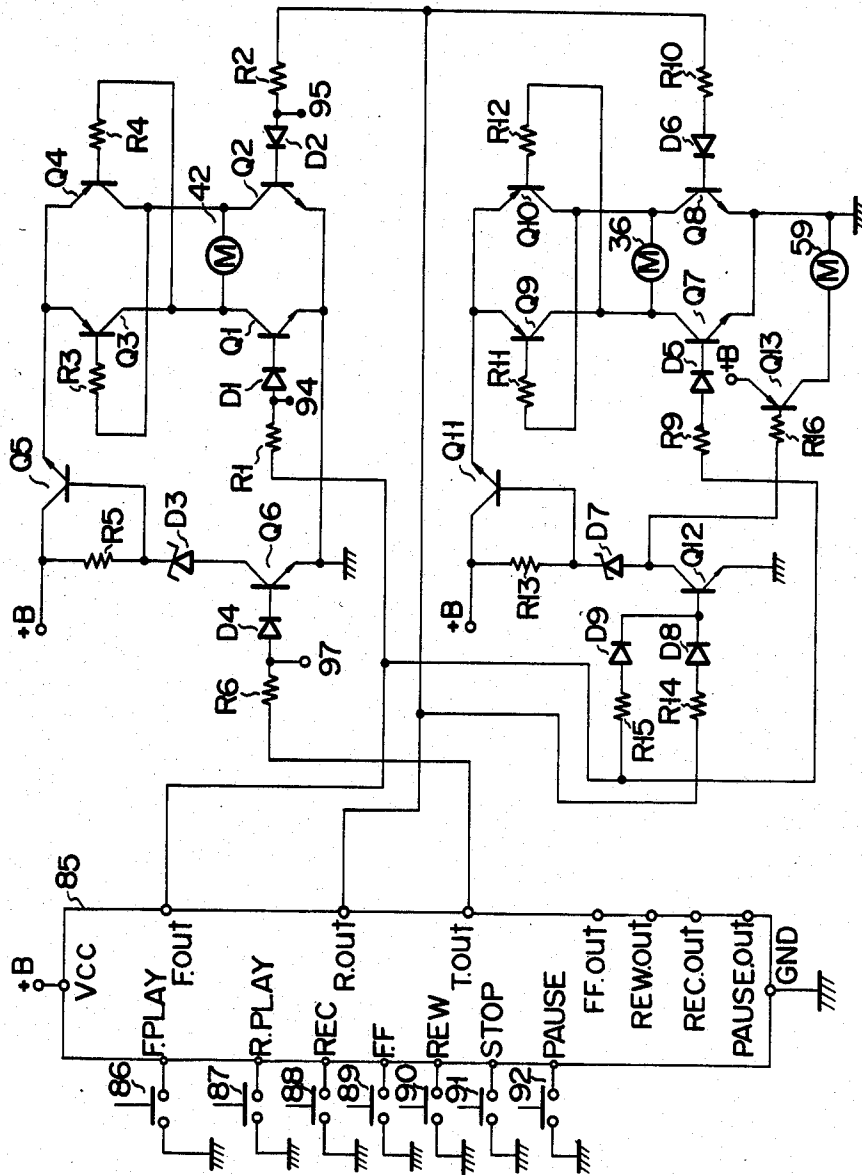 +B
VCC
85
86
F.PLAY
F.out
87
R.PLAY
R.out
88
REC
89
F.F
90
REW
T.out
91
STOP
92
PAUSE
FF.out
REW.out
REC.out
PAUSE.out
GND
+B
R5
Q5
D3
Q6
D4
97
R6
R3
Q3
Q4
R4
42
M
Q1
D1
94
R1
Q2
D2
95
R2
+B
R13
Q11
D7
Q12
D9
D8
R15
R14
R11
Q9
Q10
R12
36
M
Q7
D5
R9
Q8
D6
R10
+B
Q13
R16
59
M